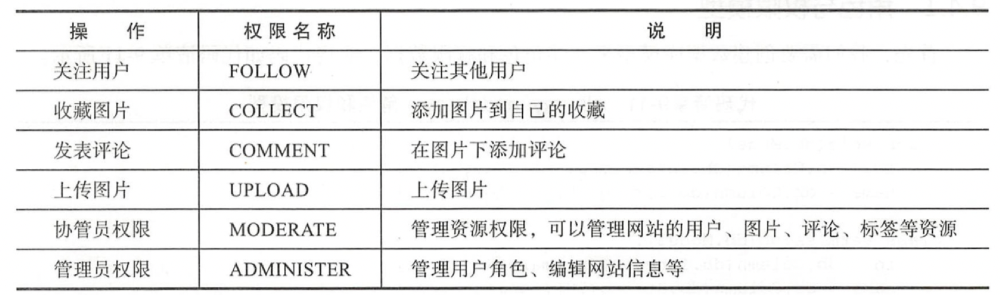 操 作 权限名称 说 明
关注用户 FOLLOW 关注其他用户
收藏图片 COLLECT 添加图片到自己的收藏
发表评论 COMMENT 在图片下添加评论
上传图片 UPLOAD 上传图片
协管员权限 MODERATE 管理资源权限，可以管理网站的用户、图片、评论、标签等资源
管理员权限 ADMINISTER 管理用户角色、编辑网站信息等